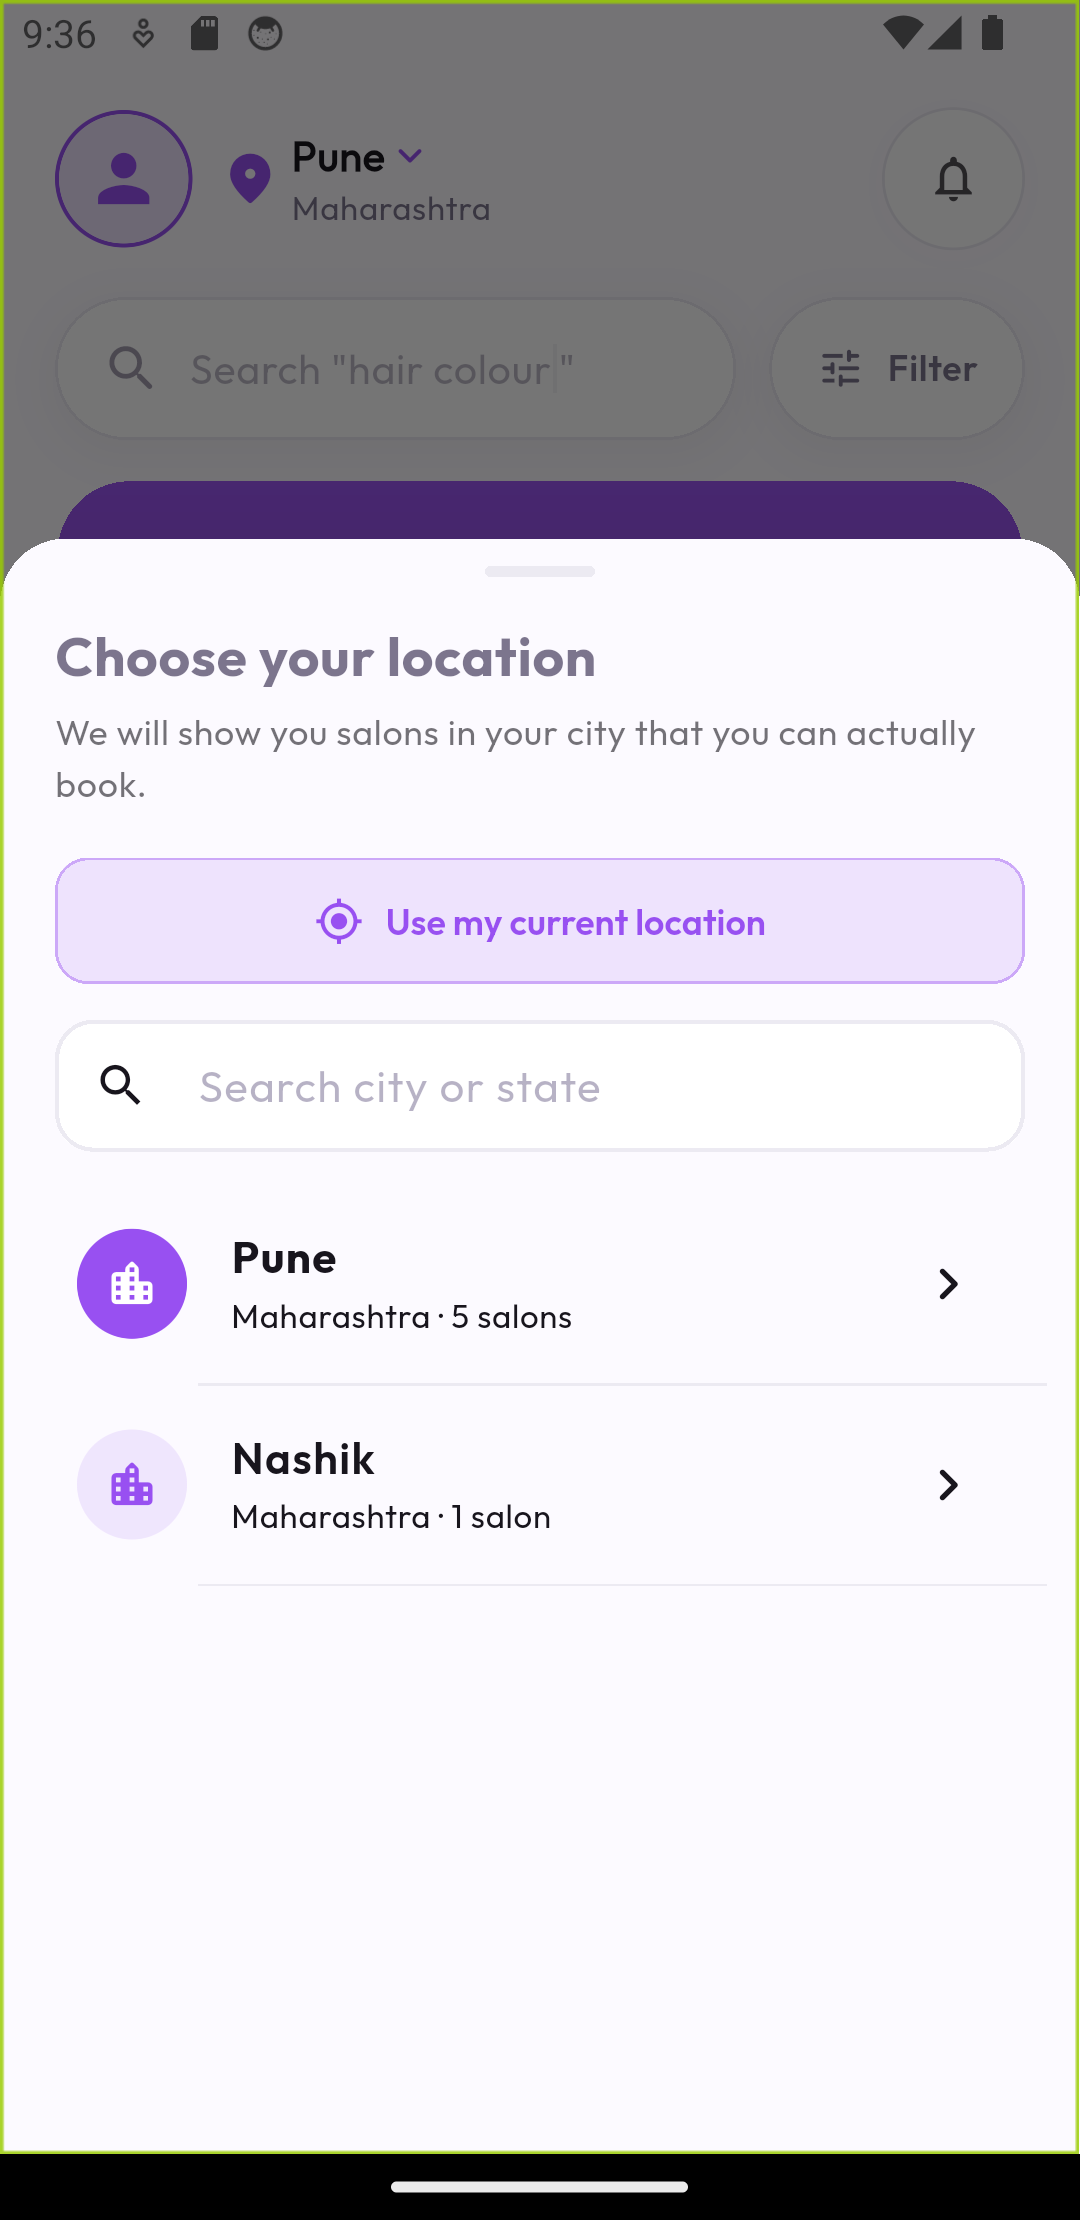 9:36
Pune
Maharashtra
Search "hair colour"
Filter
Choose your location
We will show you salons in your city that you can actually
book.
Use my current location
Search city or state
Pune
Maharashtra · 5 salons
Nashik
Maharashtra · 1 salon